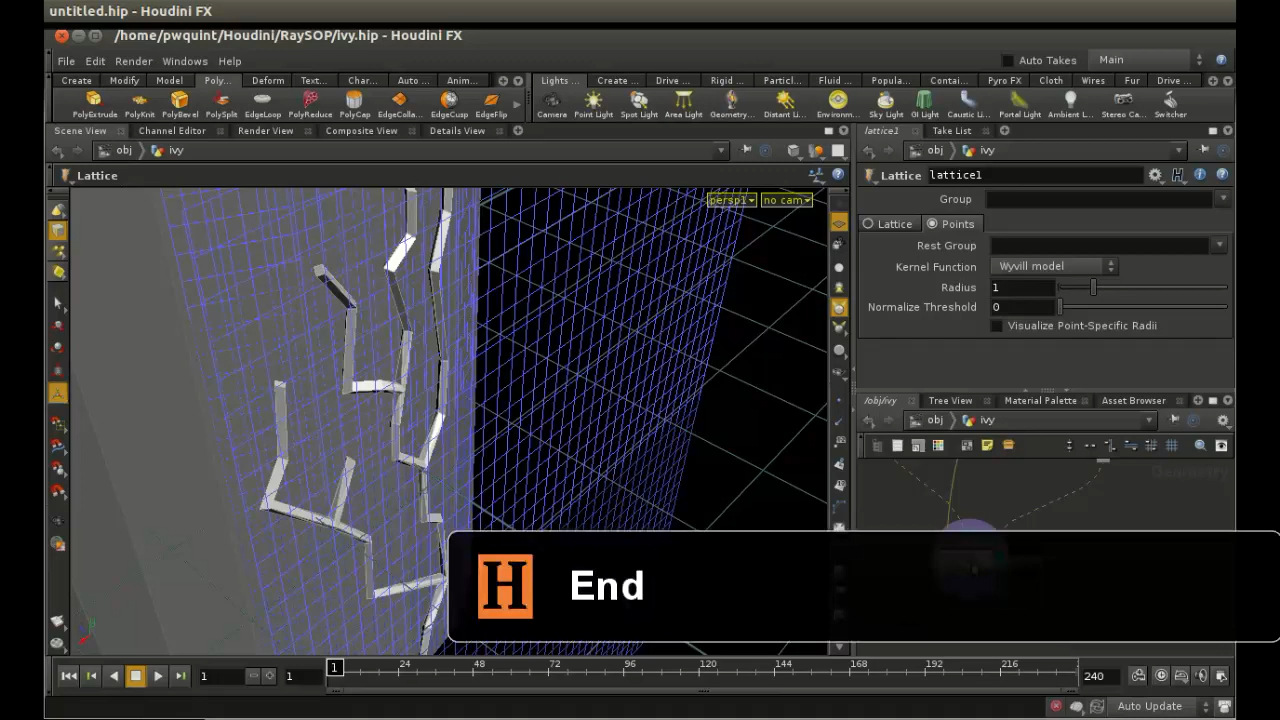 untitled.hip - Houdini FX
/home/pwquint/Houdini/RaySOP/ivy.hip - Houdini FX
File Edit Render Windows Help Auto Takes Main
Create Modify Model Poly... Deform Text... Char... Auto ... Anim... Lights ... Create ... Drive ... Rigid ... Particl... Fluid ... Popula... Contai... Pyro FX Cloth Wires Fur Drive ...
PolyExtrude PolyKnit PolyBevel PolySplit EdgeLoop PolyReduce PolyCap EdgeColla... EdgeCusp EdgeFlip Camera Point Light Spot Light Area Light Geometry... Distant Li... Environm... Sky Light GI Light Caustic Li... Portal Light Ambient L... Stereo Ca... Switcher
Scene View Channel Editor Render View Composite View Details View lattice1 Take List
obj ivy obj ivy
Lattice Lattice lattice1
persp1 no cam Group
Lattice Points
Rest Group
Kernel Function Wyvill model
Radius 1
Normalize Threshold 0
Visualize Point-Specific Radii
/obj/ivy Tree View Material Palette Asset Browser
obj ivy
Geometry
H End
1 1 1 24 48 72 96 120 144 168 192 216 240
Auto Update